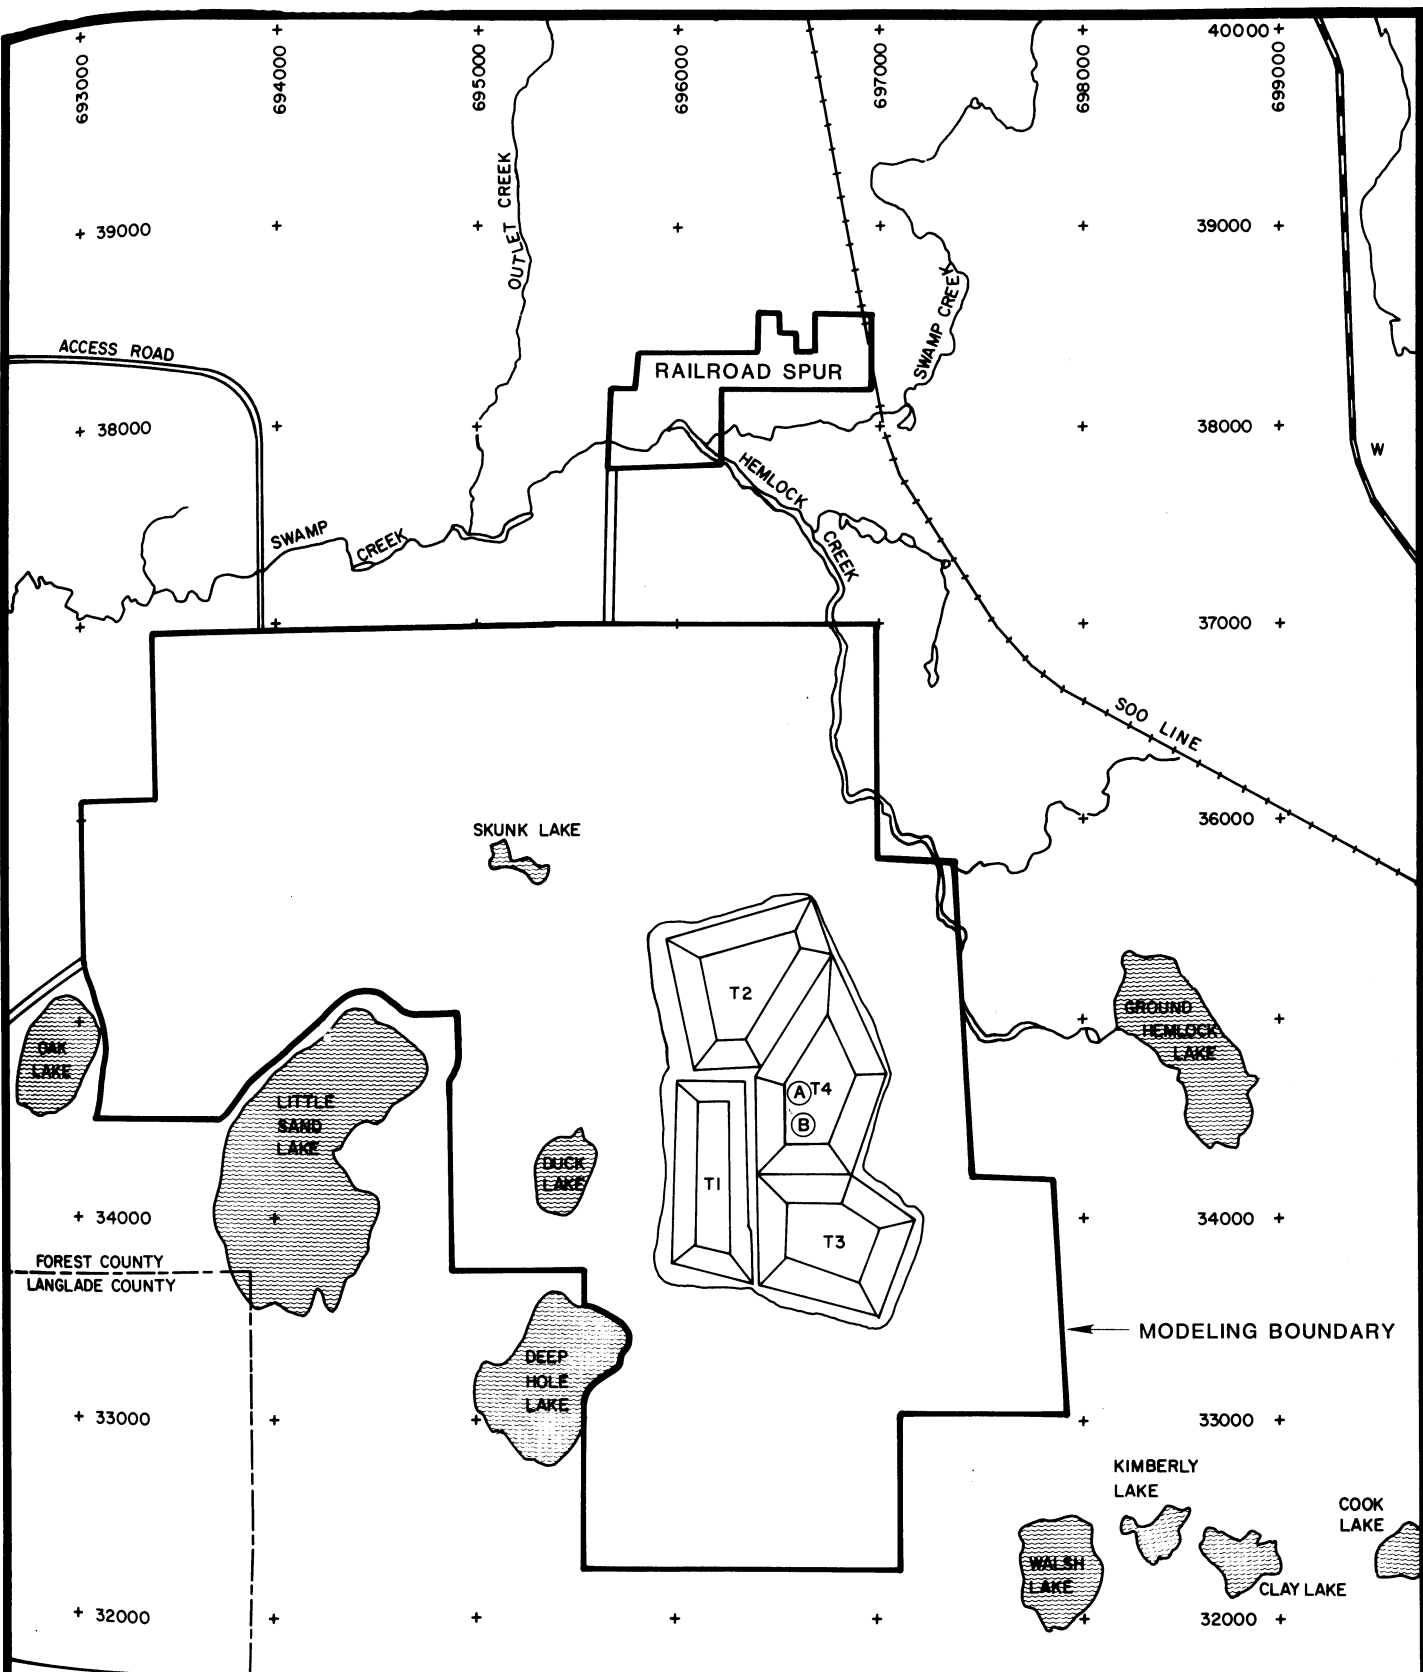 693000
694000
695000
696000
697000
698000
40000
699000
OUTLET CREEK
39000
39000
SWAMP CREEK
ACCESS ROAD
RAILROAD SPUR
38000
38000
W
HEMLOCK
CREEK
SWAMP
CREEK
37000
SOO LINE
36000
SKUNK LAKE
T2
GROUND
HEMLOCK
LAKE
OAK
LAKE
A
T4
B
LITTLE
SAND
LAKE
DUCK
LAKE
T1
34000
34000
T3
FOREST COUNTY
LANGLADE COUNTY
MODELING BOUNDARY
DEEP
HOLE
LAKE
33000
33000
KIMBERLY
LAKE
COOK
LAKE
WALSH
LAKE
CLAY LAKE
32000
32000